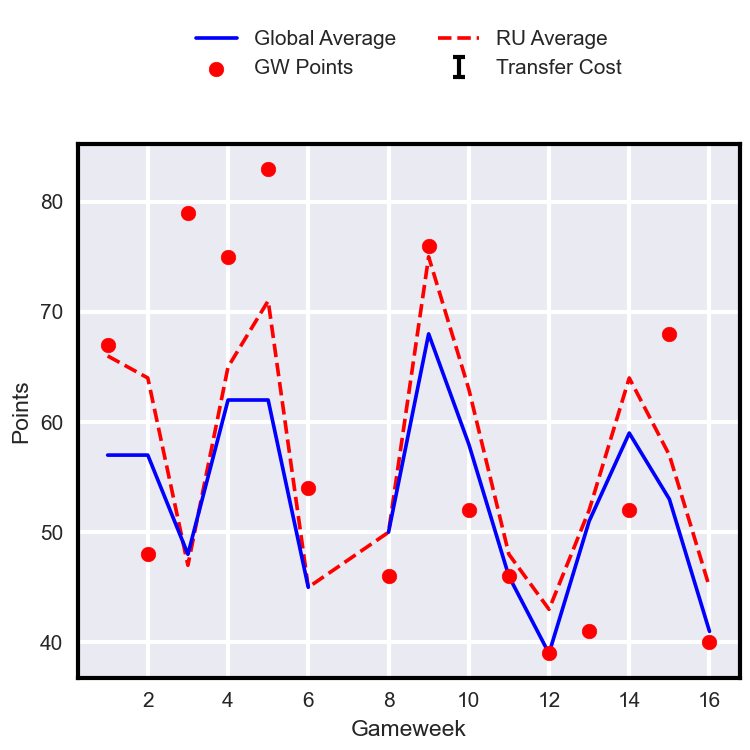 Global Average RU Average
GW Points Transfer Cost
80
70
60
50
40
Points
2 4 6 8 10 12 14 16
Gameweek